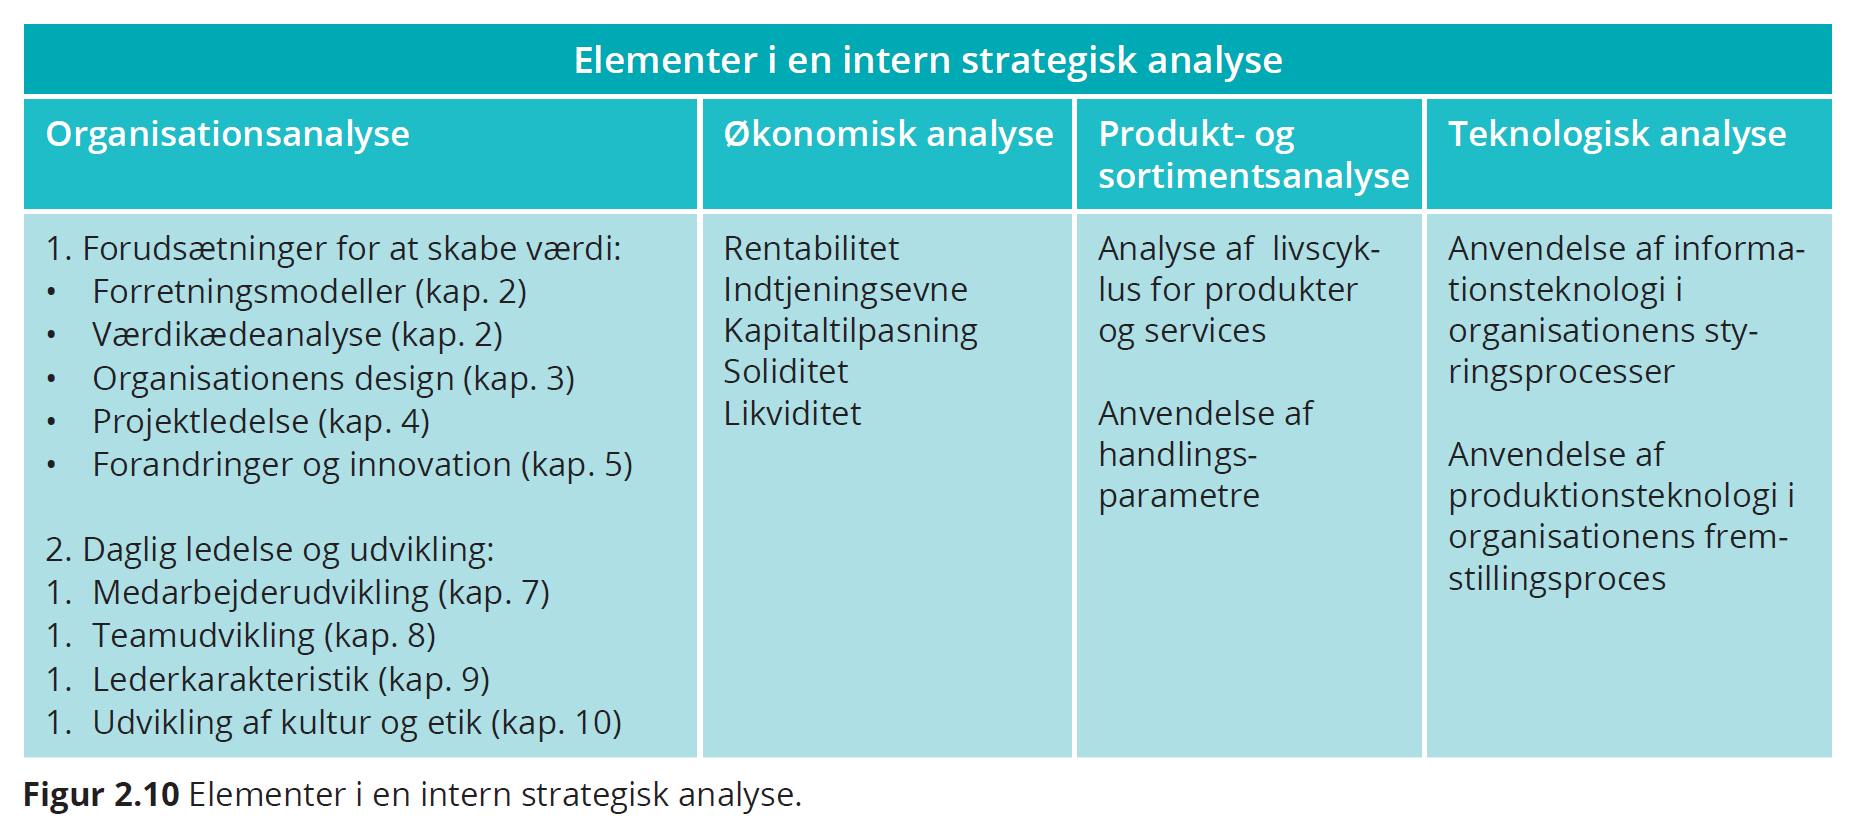 Elementer i en intern strategisk analyse
Organisationsanalyse
Økonomisk analyse
Produkt- og
sortimentsanalyse
Teknologisk analyse
1. Forudsætninger for at skabe værdi:
• Forretningsmodeller (kap. 2)
• Værdikædeanalyse (kap. 2)
• Organisationens design (kap. 3)
• Projektledelse (kap. 4)
• Forandringer og innovation (kap. 5)
2. Daglig ledelse og udvikling:
1. Medarbejderudvikling (kap. 7)
1. Teamudvikling (kap. 8)
1. Lederkarakteristik (kap. 9)
1. Udvikling af kultur og etik (kap. 10)
Rentabilitet
Indtjeningsevne
Kapitaltilpasning
Soliditet
Likviditet
Analyse af livscyk-
lus for produkter
og services
Anvendelse af
handlings-
parametre
Anvendelse af informa-
tionsteknologi i
organisationens sty-
ringsprocesser
Anvendelse af
produktionsteknologi i
organisationens frem-
stillingsproces
Figur 2.10 Elementer i en intern strategisk analyse.